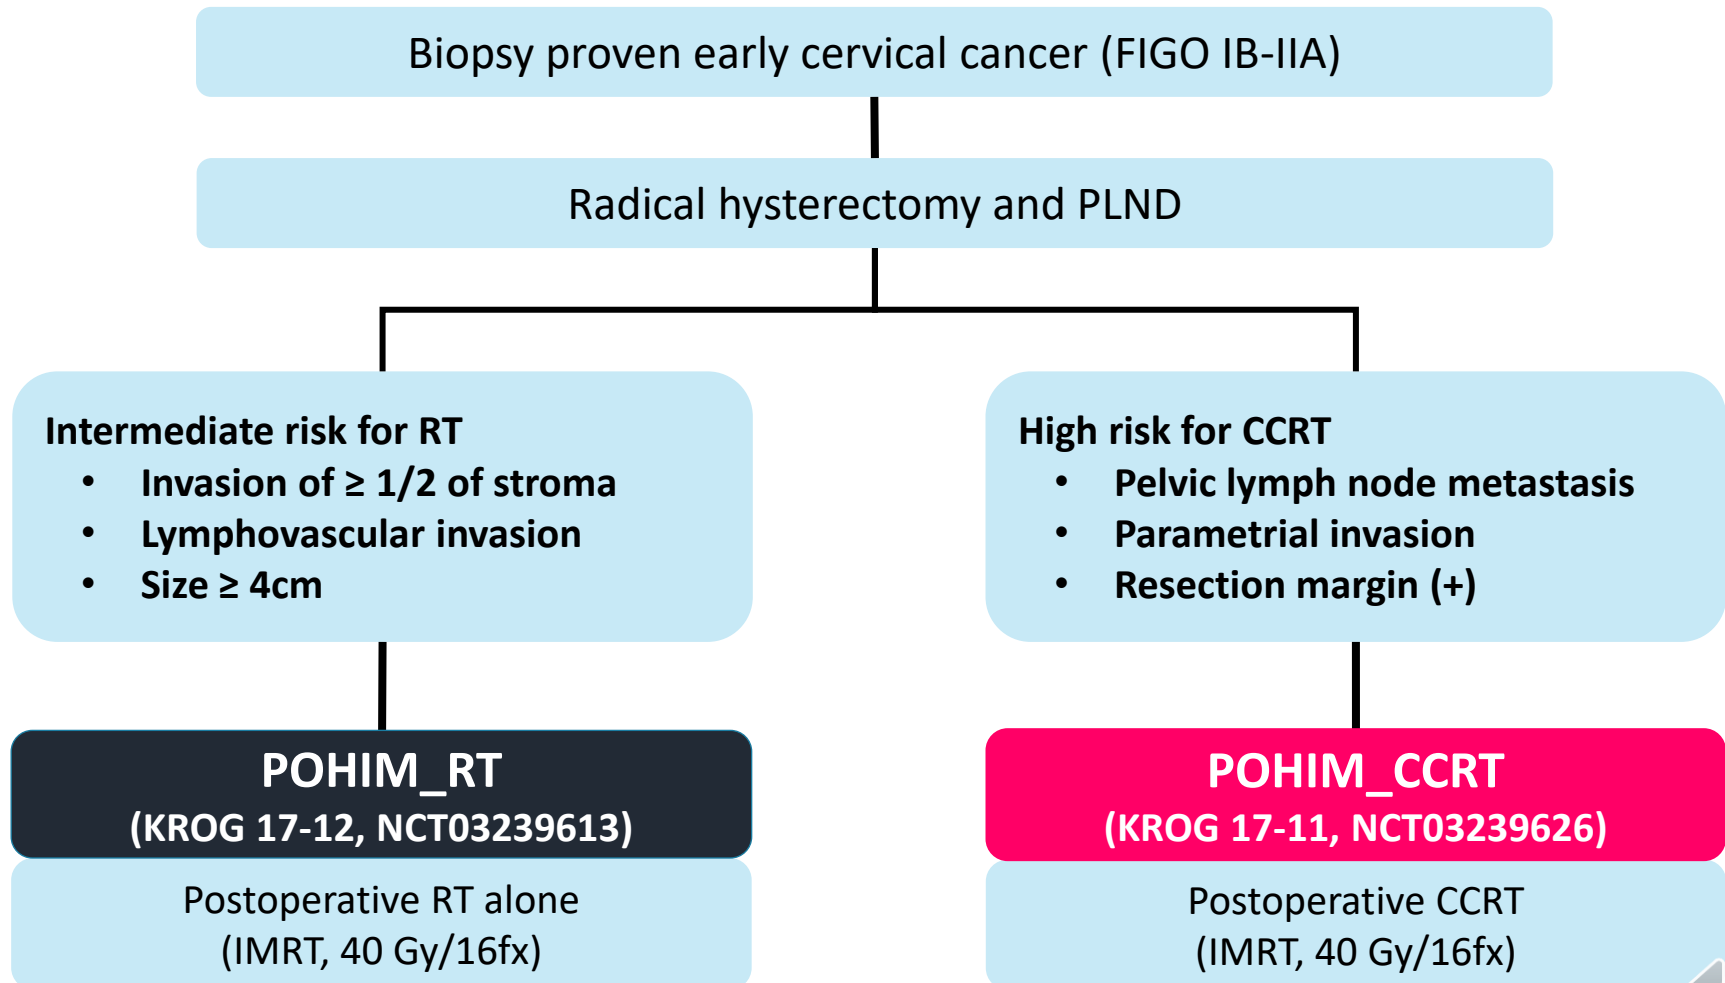 Biopsy proven early cervical cancer (FIGO IB-IIA)
Radical hysterectomy and PLND
Intermediate risk for RT
• Invasion of ≥ 1/2 of stroma
• Lymphovascular invasion
• Size ≥ 4cm
High risk for CCRT
• Pelvic lymph node metastasis
• Parametrial invasion
• Resection margin (+)
POHIM_RT
(KROG 17-12, NCT03239613)
Postoperative RT alone
(IMRT, 40 Gy/16fx)
POHIM_CCRT
(KROG 17-11, NCT03239626)
Postoperative CCRT
(IMRT, 40 Gy/16fx)